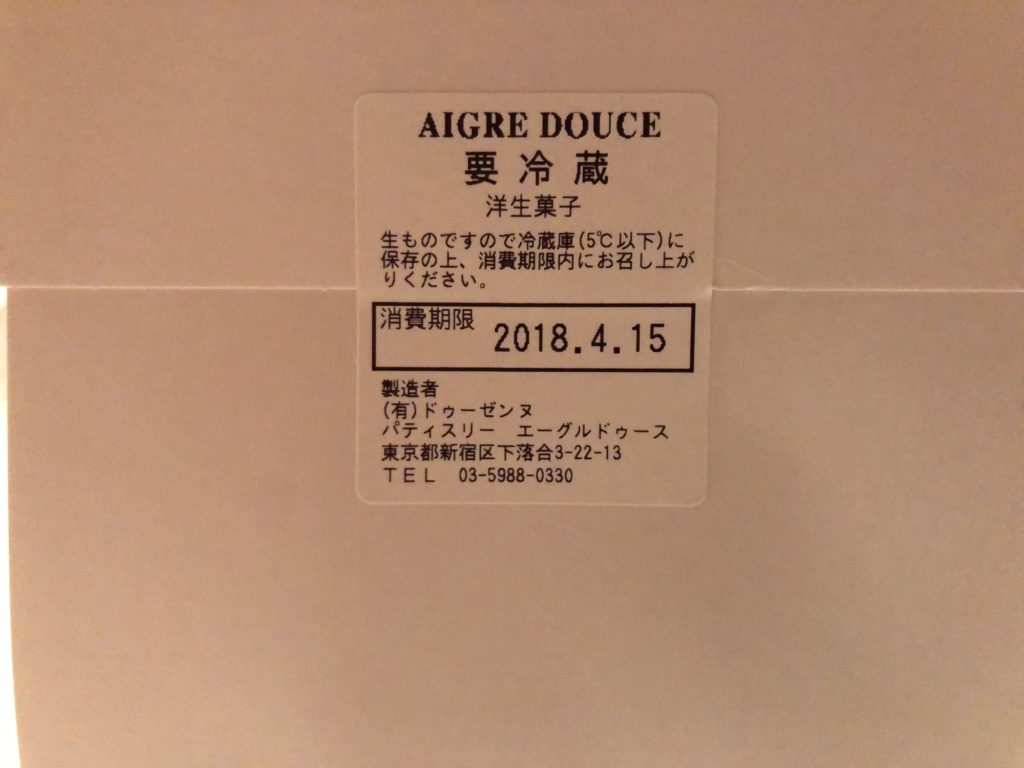 AIGRE DOUCE
要冷蔵
洋生菓子
生ものですので冷蔵庫(5℃以下)に
保存の上、消費期限内にお召し上が
りください。
消費期限 2018.4.15
製造者
(有)ドゥーゼンヌ
パティスリー　エーグルドゥース
東京都新宿区下落合3-22-13
ＴＥＬ　03-5988-0330